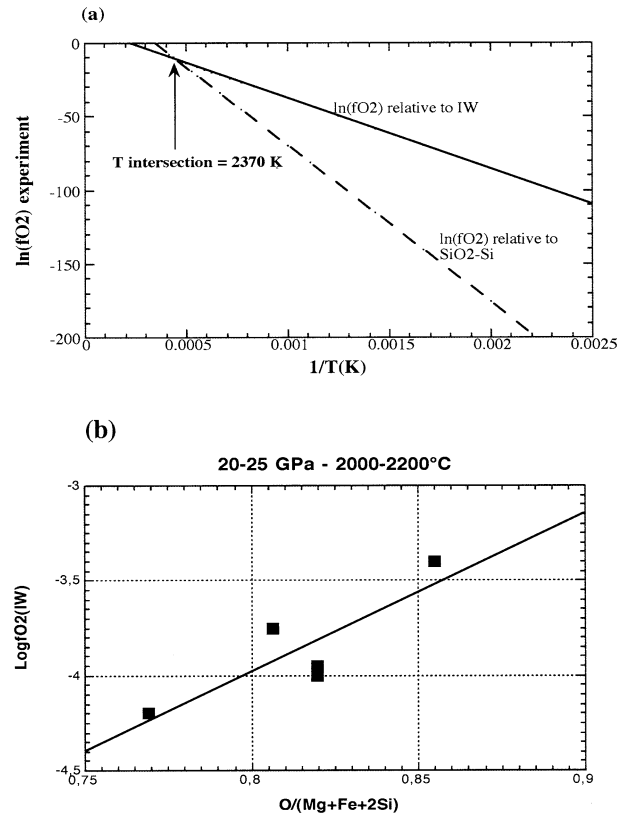 (a)
0
-50
-100
-150
-200
ln(fO2) experiment
ln(fO2) relative to IW
T intersection = 2370 K
ln(fO2) relative to
SiO2-Si
0
0.0005
0.001
0.0015
0.002
0.0025
1/T(K)
(b)
20-25 GPa - 2000-2200°C
-3
-3,5
-4
-4,5
LogfO2(IW)
0,75
0,8
0,85
0,9
O/(Mg+Fe+2Si)